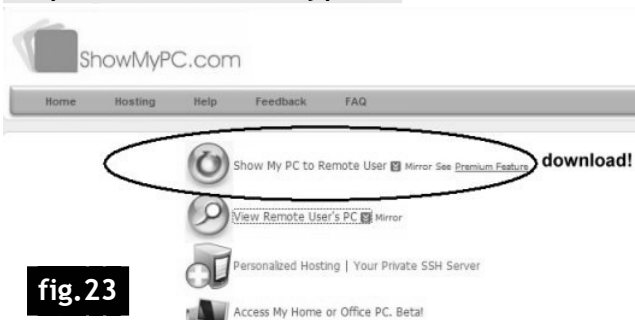 ShowMyPC.com
Home Hosting Help Feedback FAQ
Show My PC to Remote User Mirror See Premium Feature download!
View Remote User's PC Mirror
Personalized Hosting | Your Private SSH Server
Access My Home or Office PC. Beta!
fig.23